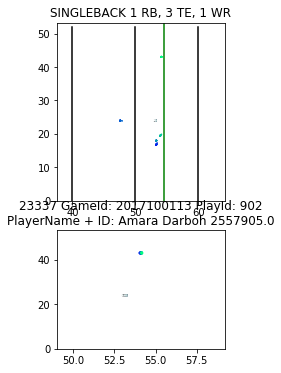 SINGLEBACK 1 RB, 3 TE, 1 WR
50
40
30
20
10
0
40 50 60
23337 GameId: 2017100113 PlayId: 902
PlayerName + ID: Amara Darboh 2557905.0
40
20
0
50.0 52.5 55.0 57.5